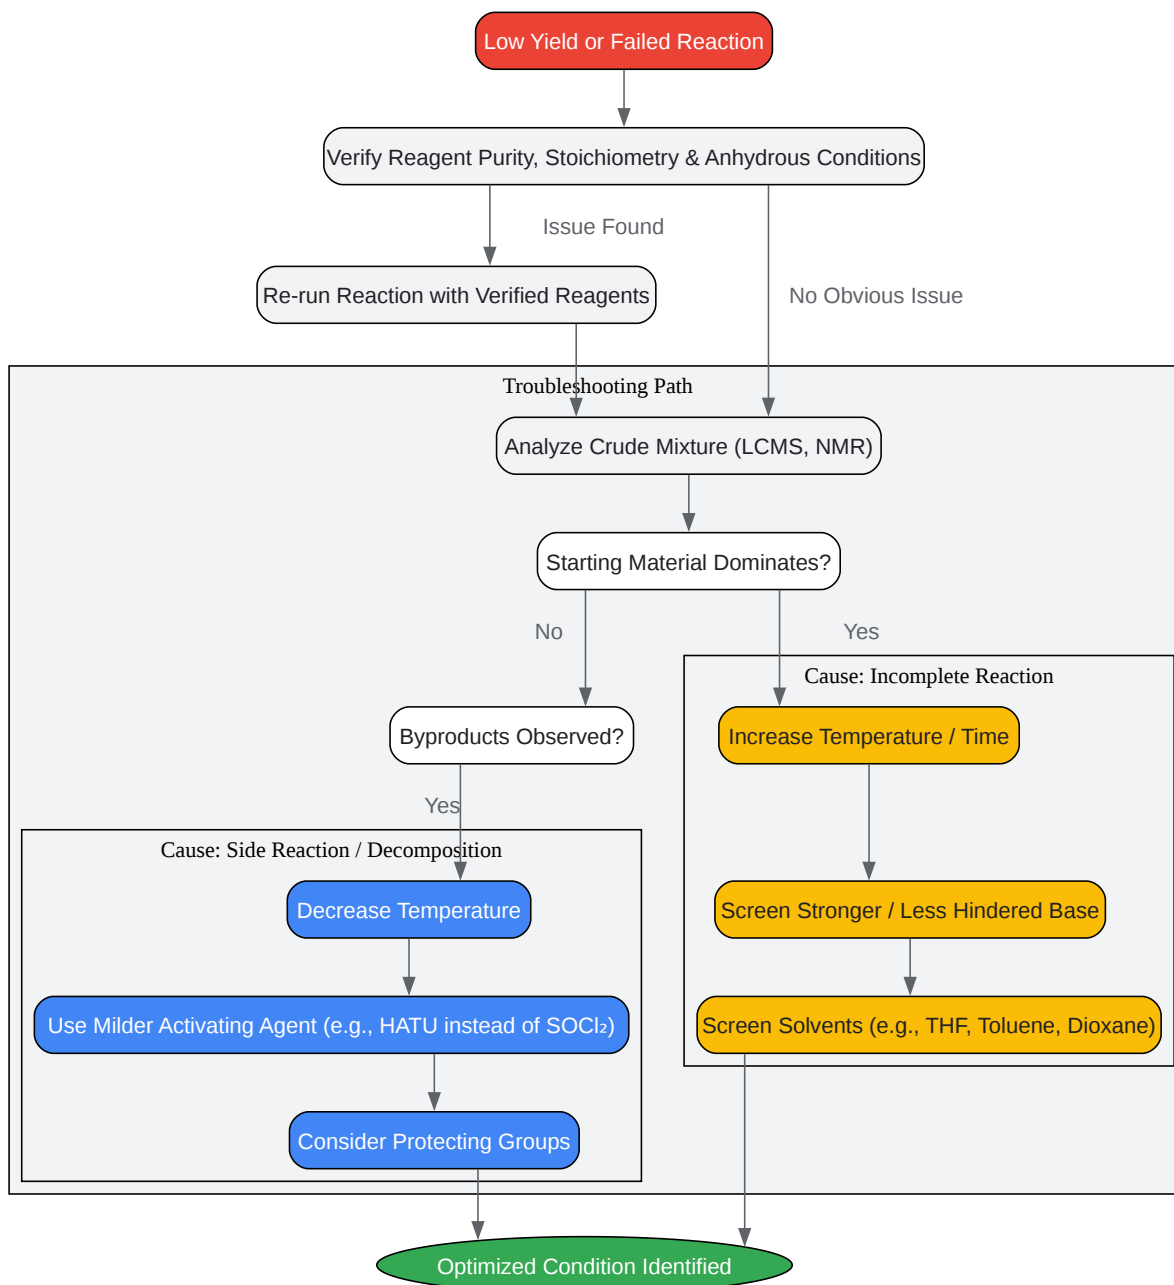 Low Yield or Failed Reaction
Verify Reagent Purity, Stoichiometry & Anhydrous Conditions
Issue Found
Re-run Reaction with Verified Reagents
No Obvious Issue
Troubleshooting Path
Analyze Crude Mixture (LCMS, NMR)
Starting Material Dominates?
No
Yes
Cause: Incomplete Reaction
Byproducts Observed?
Increase Temperature / Time
Yes
Cause: Side Reaction / Decomposition
Decrease Temperature
Screen Stronger / Less Hindered Base
Use Milder Activating Agent (e.g., HATU instead of SOCl₂)
Screen Solvents (e.g., THF, Toluene, Dioxane)
Consider Protecting Groups
Optimized Condition Identified